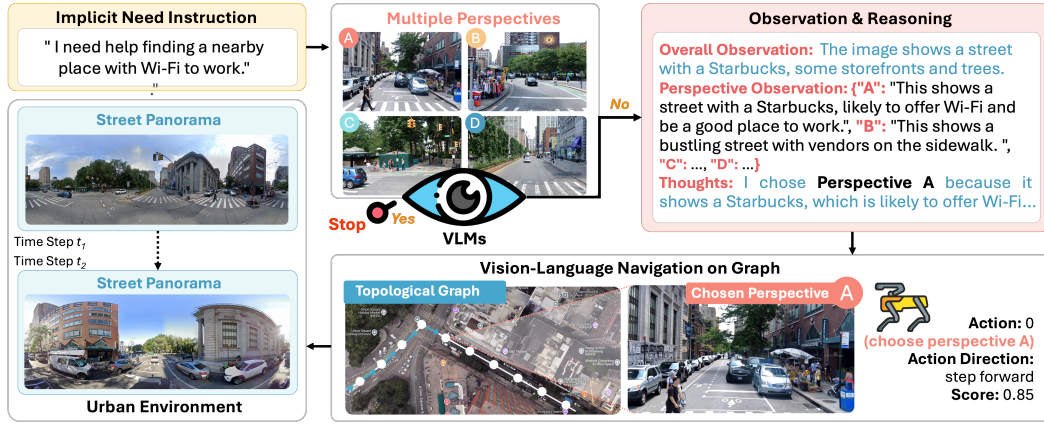 Implicit Need Instruction
" I need help finding a nearby
place with Wi-Fi to work."
"
Street Panorama
Time Step t1
Time Step t2
Street Panorama
Urban Environment
Multiple Perspectives
A
B
C
D
Stop
Yes
No
VLMs
Observation & Reasoning
Overall Observation: The image shows a street
with a Starbucks, some storefronts and trees.
Perspective Observation: {"A": "This shows a
street with a Starbucks, likely to offer Wi-Fi and
be a good place to work.", "B": "This shows a
bustling street with vendors on the sidewalk. ",
"C": ..., "D": ...}
Thoughts: I chose Perspective A because it
shows a Starbucks, which is likely to offer Wi-Fi...
Vision-Language Navigation on Graph
Topological Graph
Chosen Perspective
A
Action: 0
(choose perspective A)
Action Direction:
step forward
Score: 0.85